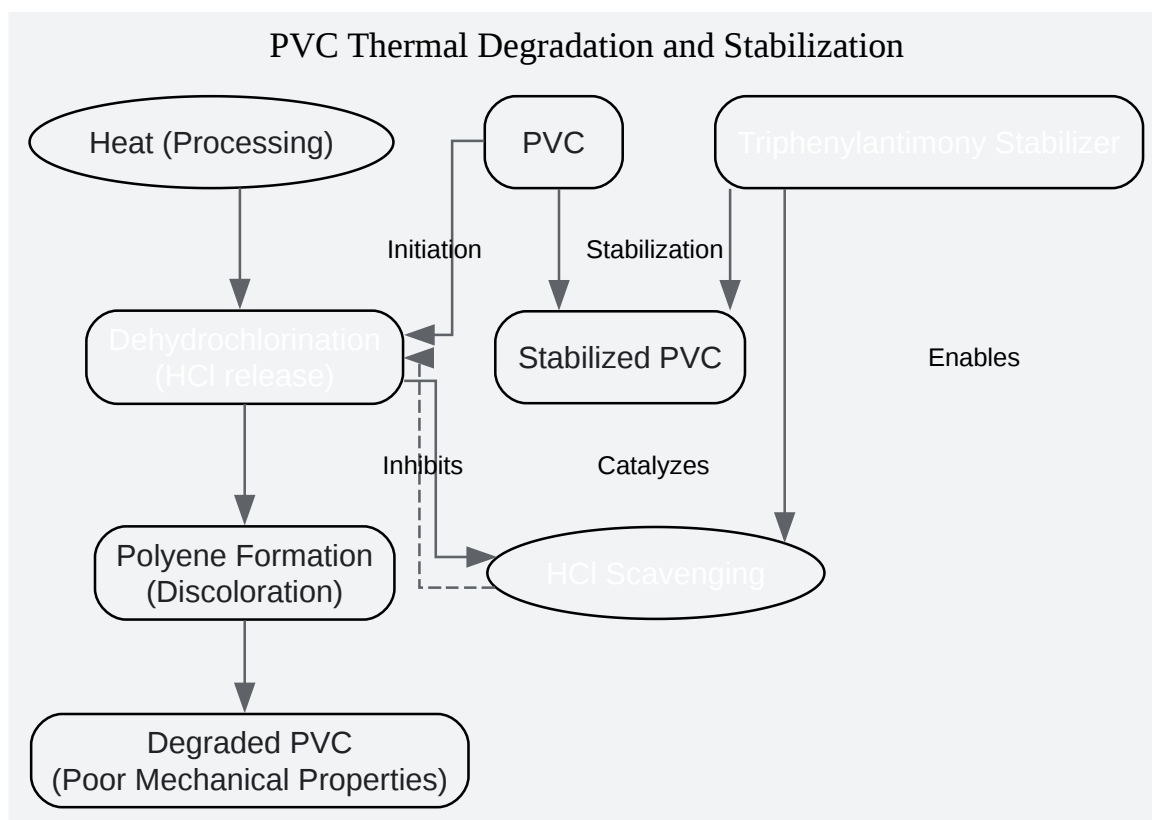 PVC Thermal Degradation and Stabilization
Heat (Processing)
PVC
Triphenylantimony Stabilizer
Initiation
Stabilization
Dehydrochlorination
(HCl release)
Stabilized PVC
Enables
Inhibits
Catalyzes
Polyene Formation
(Discoloration)
HCl Scavenging
Degraded PVC
(Poor Mechanical Properties)